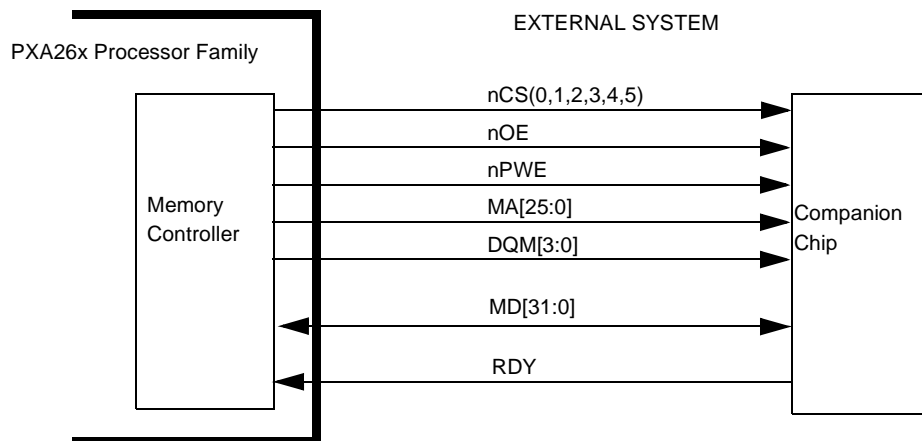 EXTERNAL SYSTEM
PXA26x Processor Family
nCS(0,1,2,3,4,5)
nOE
nPWE
MA[25:0]
DQM[3:0]
MD[31:0]
RDY
Memory
Controller
Companion
Chip